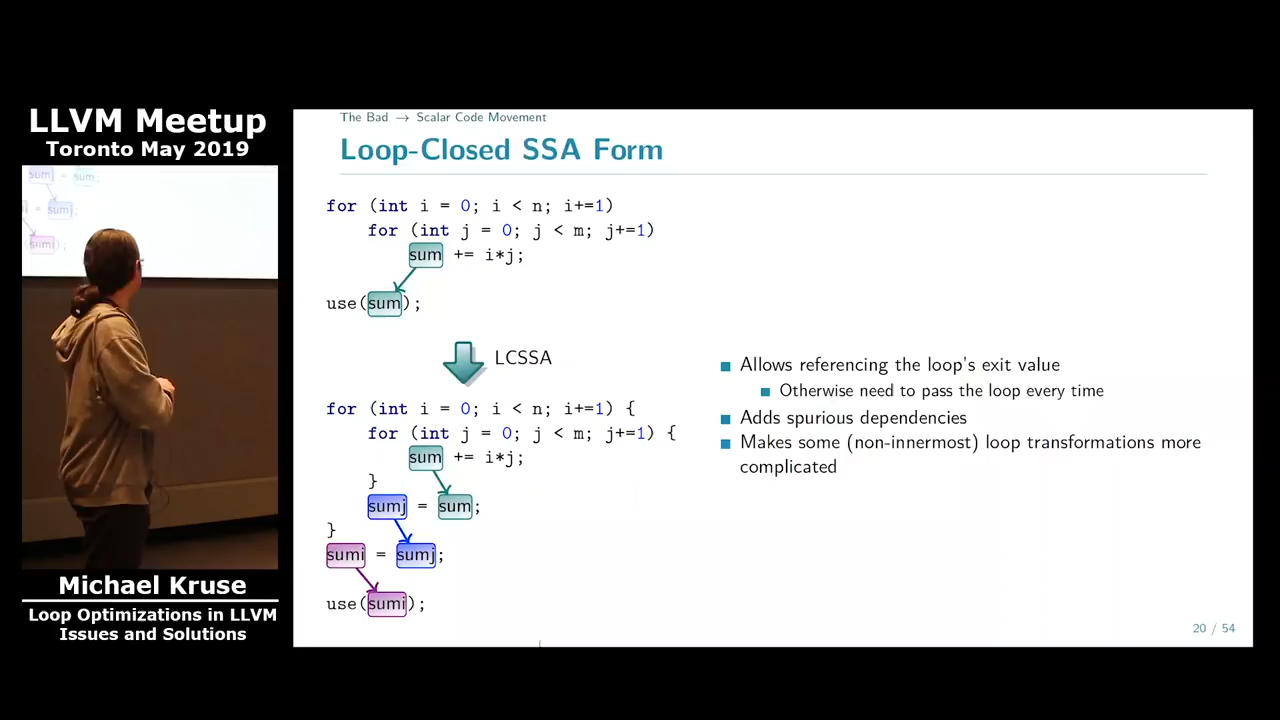 LLVM Meetup
Toronto May 2019
sumj = sum;
= sumj;
(sumi);
Michael Kruse
Loop Optimizations in LLVM
Issues and Solutions
The Bad → Scalar Code Movement
Loop-Closed SSA Form
for (int i = 0; i < n; i+=1)
for (int j = 0; j < m; j+=1)
sum += i*j;
use(sum);
LCSSA
for (int i = 0; i < n; i+=1) {
for (int j = 0; j < m; j+=1) {
sum += i*j;
}
sumj = sum;
}
sumi = sumj;
use(sumi);
Allows referencing the loop's exit value
Otherwise need to pass the loop every time
Adds spurious dependencies
Makes some (non-innermost) loop transformations more
complicated
20 / 54